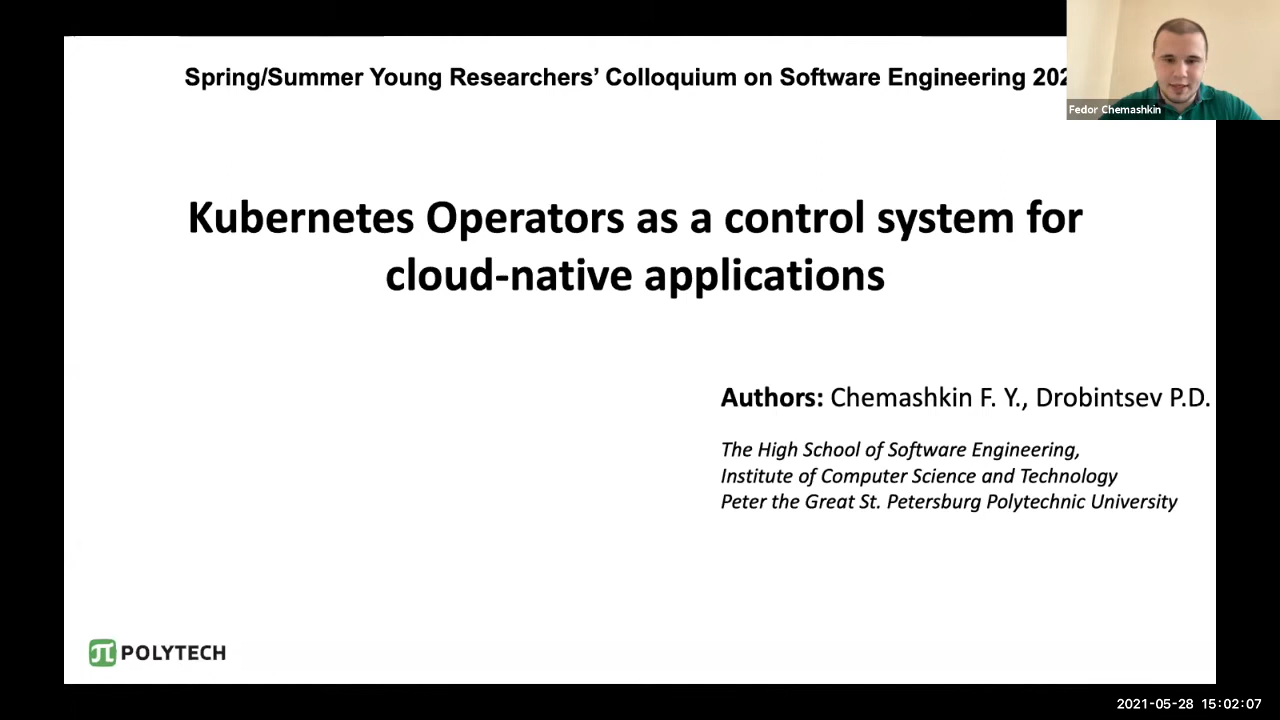 Spring/Summer Young Researchers’ Colloquium on Software Engineering
Fedor Chemashkin
Kubernetes Operators as a control system for
cloud-native applications
Authors: Chemashkin F. Y., Drobintsev P.D.
The High School of Software Engineering,
Institute of Computer Science and Technology
Peter the Great St. Petersburg Polytechnic University
POLYTECH
2021-05-28 15:02:07